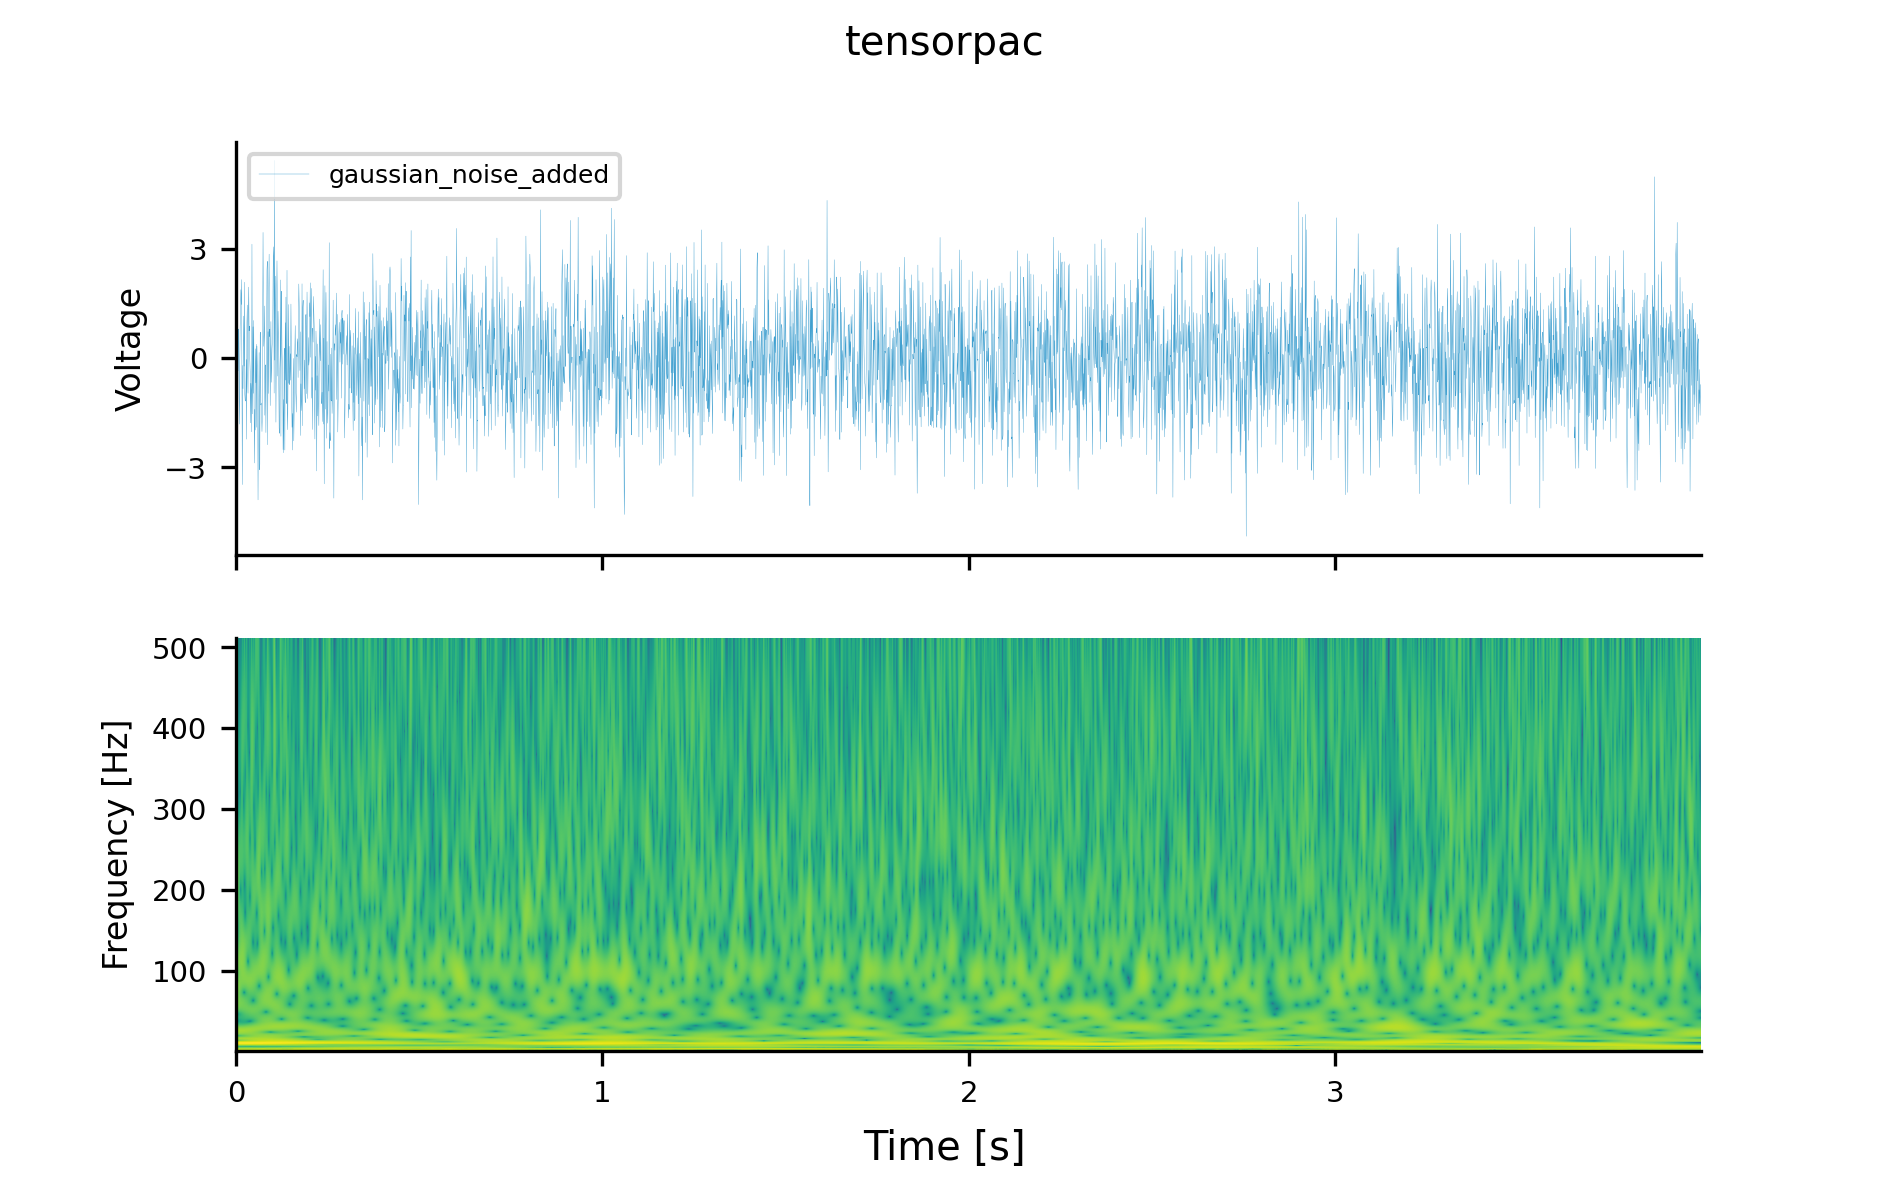 tensorpac
gaussian_noise_added
3
0
−3
Voltage
500
400
300
200
100
Frequency [Hz]
0 1 2 3
Time [s]